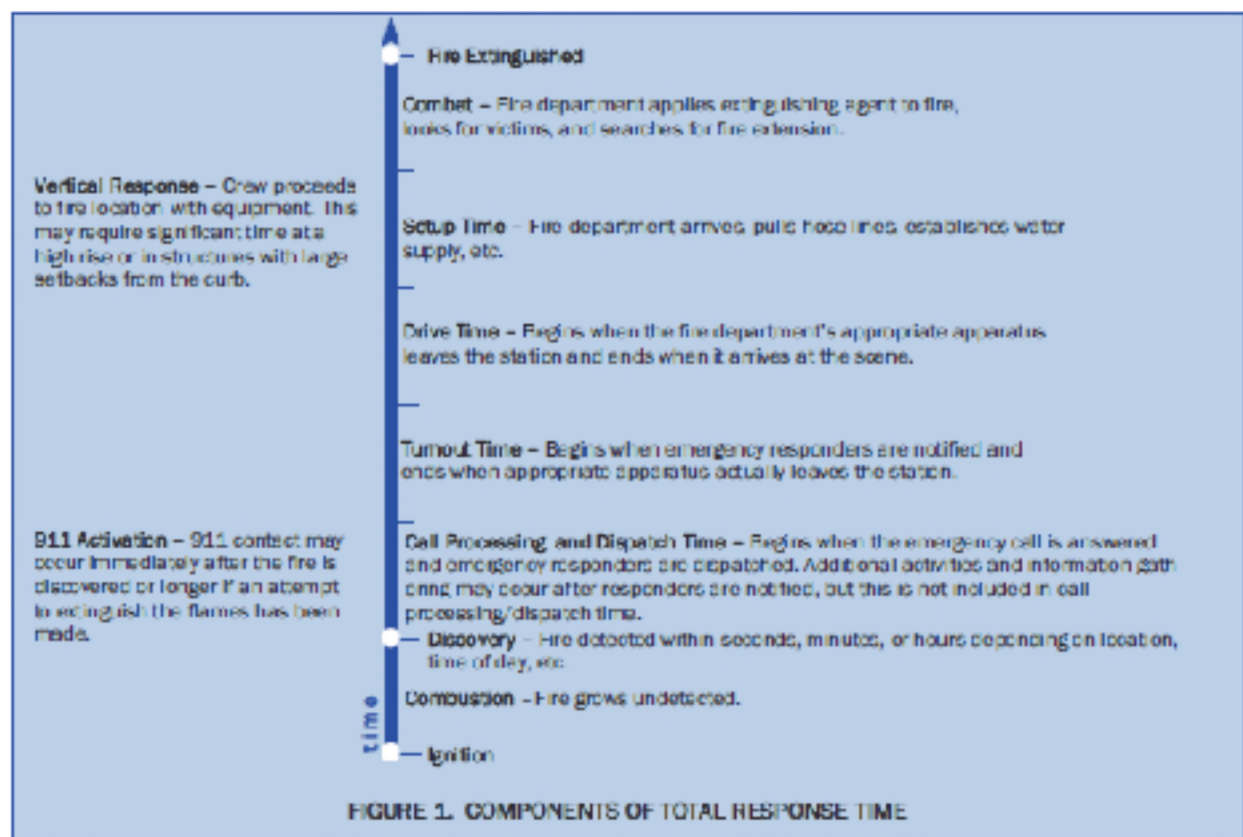 Fire Extinguished
Combat – Fire department applies extinguishing agent to fire,
looks for victims, and searches for fire extension.
Vertical Response – Crew proceeds
to fire location with equipment. This
may require significant time at a
high rise or in structures with large
setbacks from the curb.
Setup Time – Fire department arrives, pulls hose lines, establishes water
supply, etc.
Drive Time – Begins when the fire department's appropriate apparatus
leaves the station and ends when it arrives at the scene.
Turnout Time – Begins when emergency responders are notified and
ends when appropriate apparatus actually leaves the station.
911 Activation – 911 contact may
occur immediately after the fire is
discovered or longer if an attempt
to extinguish the flames has been
made.
Call Processing and Dispatch Time – Begins when the emergency call is answered
and emergency responders are dispatched. Additional activities and information gath
ering may occur after responders are notified, but this is not included in call
processing/dispatch time.
Discovery – Fire detected within seconds, minutes, or hours depending on location,
time of day, etc
Combustion – Fire grows undetected.
time
Ignition
FIGURE 1. COMPONENTS OF TOTAL RESPONSE TIME